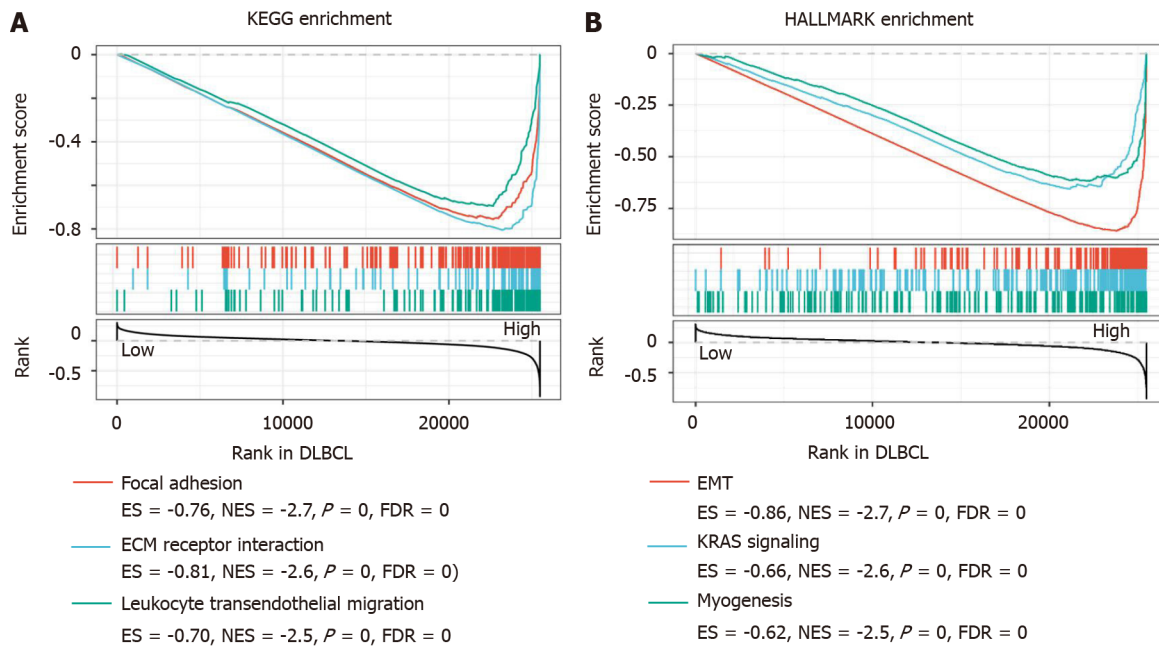 A
KEGG enrichment
0
-0.4
-0.8
Enrichment score
0
-0.5
Rank
Low
High
0
10000
20000
Rank in DLBCL
Focal adhesion
ES = -0.76, NES = -2.7, P = 0, FDR = 0
ECM receptor interaction
ES = -0.81, NES = -2.6, P = 0, FDR = 0)
Leukocyte transendothelial migration
ES = -0.70, NES = -2.5, P = 0, FDR = 0
B
HALLMARK enrichment
0
-0.25
-0.50
-0.75
Enrichment score
0
-0.5
Rank
Low
High
0
10000
20000
Rank in DLBCL
EMT
ES = -0.86, NES = -2.7, P = 0, FDR = 0
KRAS signaling
ES = -0.66, NES = -2.6, P = 0, FDR = 0
Myogenesis
ES = -0.62, NES = -2.5, P = 0, FDR = 0